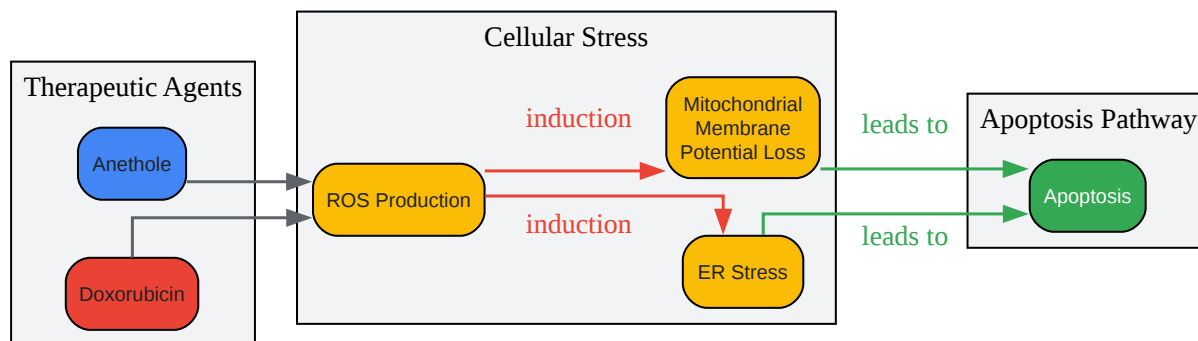 Therapeutic Agents
Anethole
Doxorubicin
Cellular Stress
ROS Production
induction
induction
Mitochondrial
Membrane
Potential Loss
ER Stress
leads to
leads to
Apoptosis Pathway
Apoptosis